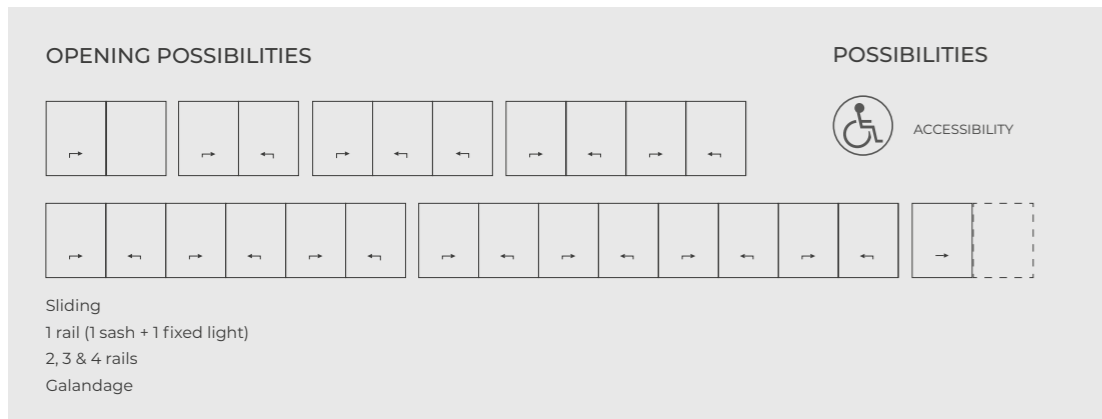 OPENING POSSIBILITIES
POSSIBILITIES
ACCESSIBILITY
Sliding
1 rail (1 sash + 1 fixed light)
2, 3 & 4 rails
Galandage